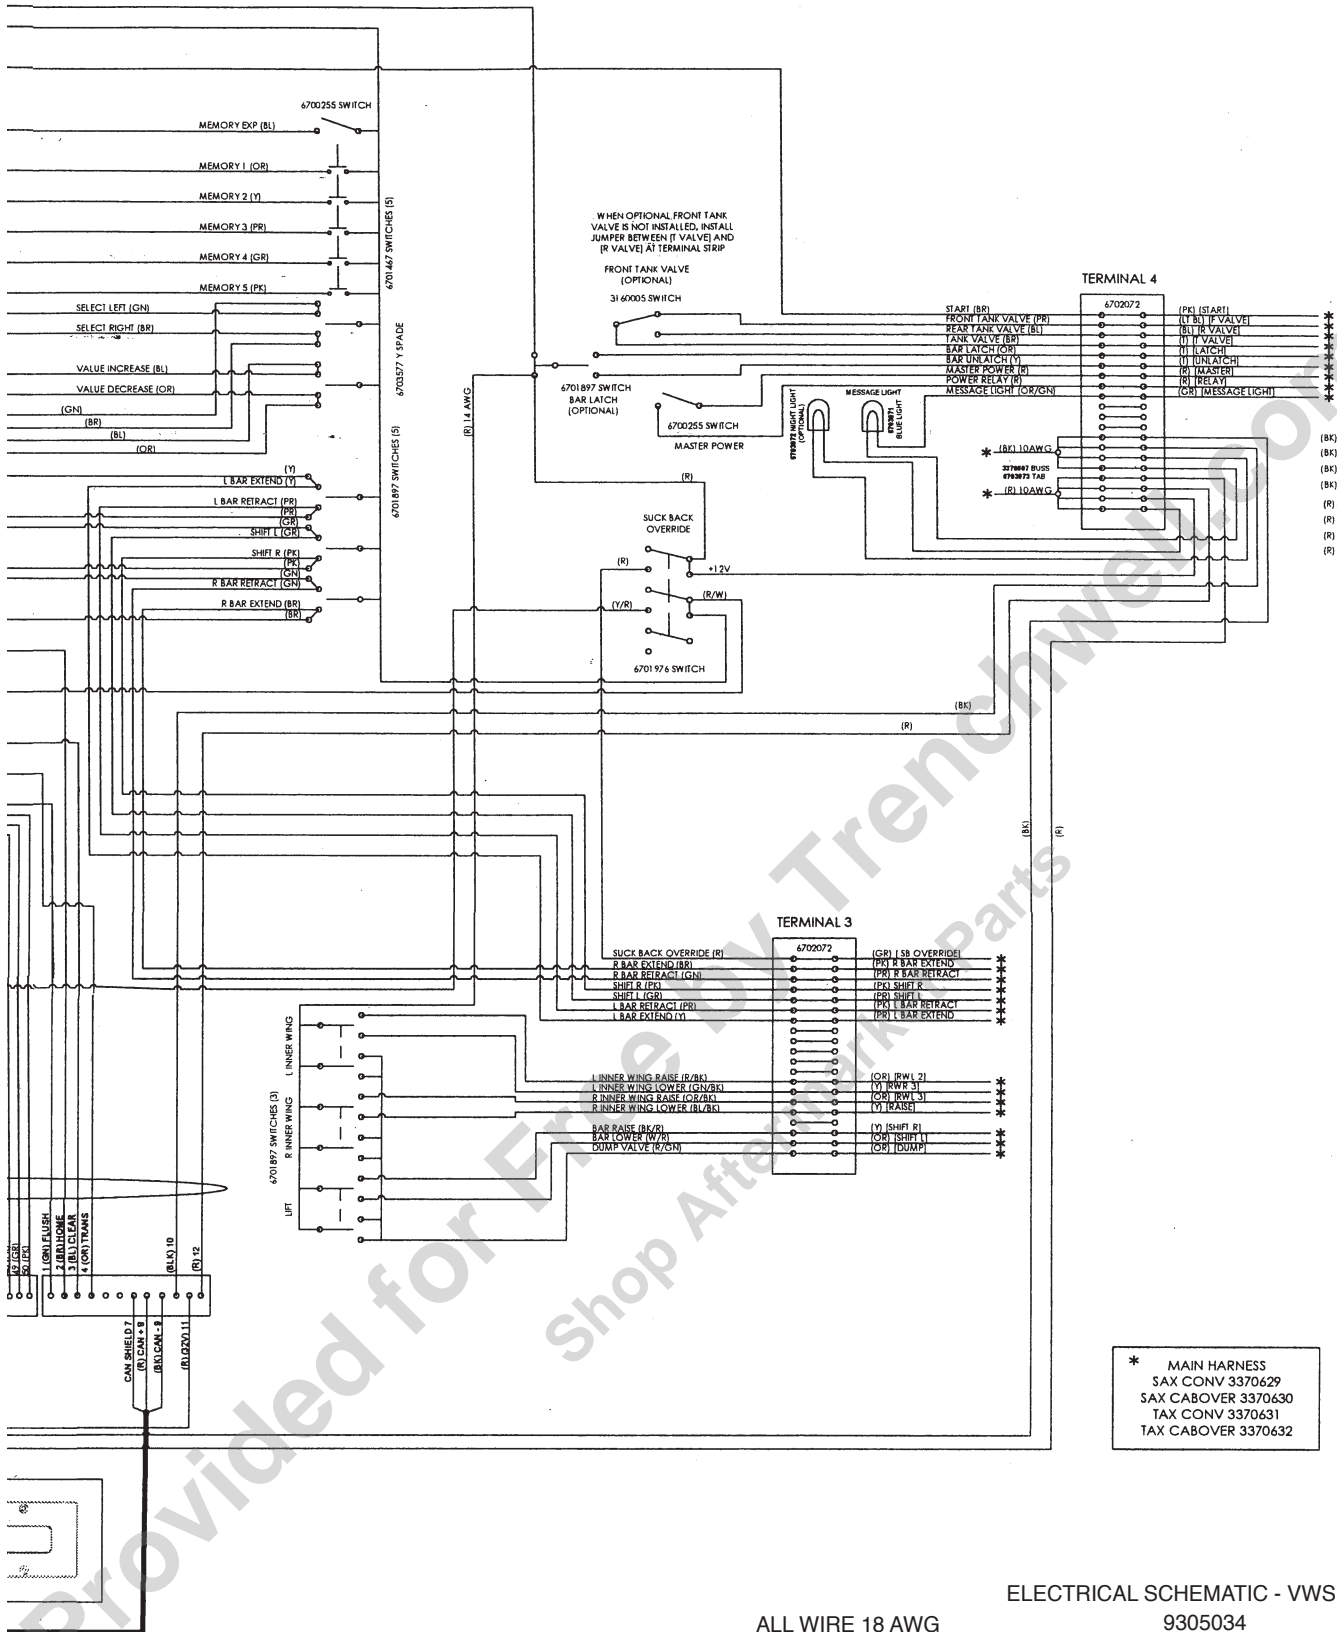 6700255 SWITCH
MEMORY EXP (BL)
MEMORY 1 (OR)
MEMORY 2 (Y)
MEMORY 3 (PR)
MEMORY 4 (GR)
MEMORY 5 (PK)
6701467 SWITCHES (5)
SELECT LEFT (GN)
SELECT RIGHT (BR)
VALUE INCREASE (BL)
VALUE DECREASE (OR)
(GN)
(BR)
(BL)
(OR)
6703577 Y SPADE
6701897 SWITCHES (5)
(Y)
L BAR EXTEND (Y)
L BAR RETRACT (PR)
(PR)
(GR)
SHIFT L (GR)
SHIFT R (PK)
(PK)
(GN)
R BAR RETRACT (GN)
R BAR EXTEND (BR)
(BR)
WHEN OPTIONAL FRONT TANK
VALVE IS NOT INSTALLED, INSTALL
JUMPER BETWEEN [T VALVE] AND
[R VALVE] AT TERMINAL STRIP
FRONT TANK VALVE
(OPTIONAL)
3160005 SWITCH
6701897 SWITCH
BAR LATCH
(OPTIONAL)
(R) 14 AWG
6700255 SWITCH
MASTER POWER
6703072 NIGHT LIGHT
(OPTIONAL)
MESSAGE LIGHT
BLUE LIGHT
TERMINAL 4
6702072
START (BR)
FRONT TANK VALVE (PR)
REAR TANK VALVE (BL)
TANK VALVE (BR)
BAR LATCH (OR)
BAR UNLATCH (Y)
MASTER POWER (R)
POWER RELAY (R)
MESSAGE LIGHT (OR/GN)
(PK) [START]
(LT BL) [F VALVE]
(BL) [R VALVE]
(T) [T VALVE]
(T) [LATCH]
(T) [UNLATCH]
(R) [MASTER]
(R) [RELAY]
(GR) [MESSAGE LIGHT]
* (BK) 10AWG
BUSS
TAB
* (R) 10AWG
(BK)
(BK)
(BK)
(BK)
(R)
(R)
(R)
(R)
(R)
SUCK BACK
OVERRIDE
(R)
+12V
(R/W)
(Y/R)
6701976 SWITCH
(BK)
(R)
(BK)
(R)
TERMINAL 3
6702072
SUCK BACK OVERRIDE (R)
R BAR EXTEND (BR)
R BAR RETRACT (GN)
SHIFT R (PK)
SHIFT L (GR)
L BAR RETRACT (PR)
L BAR EXTEND (Y)
(GR) [SB OVERRIDE]
(PK) R BAR EXTEND
(PR) R BAR RETRACT
(PK) SHIFT R
(PR) SHIFT L
(PK) L BAR RETRACT
(PR) L BAR EXTEND
L INNER WING RAISE (R/BK)
L INNER WING LOWER (GN/BK)
R INNER WING RAISE (OR/BK)
R INNER WING LOWER (BL/BK)
(OR) [RWL 2]
(Y) [RWR 3]
(OR) [RWL 3]
(Y) [RAISE]
BAR RAISE (BK/R)
BAR LOWER (W/R)
DUMP VALVE (R/GN)
(Y) [SHIFT R]
(OR) [SHIFT L]
(OR) [DUMP]
6701897 SWITCHES (3)
L INNER WING
R INNER WING
LIFT
49 (GR)
50 (PK)
1 (GN) FLUSH
2 (BR) HOME
3 (BL) CLEAR
4 (OR) TRANS
(BLK) 10
(R) 12
CAN SHIELD 7
(R) CAN + 8
(BK) CAN - 9
11
* MAIN HARNESS
SAX CONV 3370629
SAX CABOVER 3370630
TAX CONV 3370631
TAX CABOVER 3370632
ELECTRICAL SCHEMATIC - VWS
ALL WIRE 18 AWG
9305034
Provided for Free by Trenchwell.com
Shop Aftermarket Parts